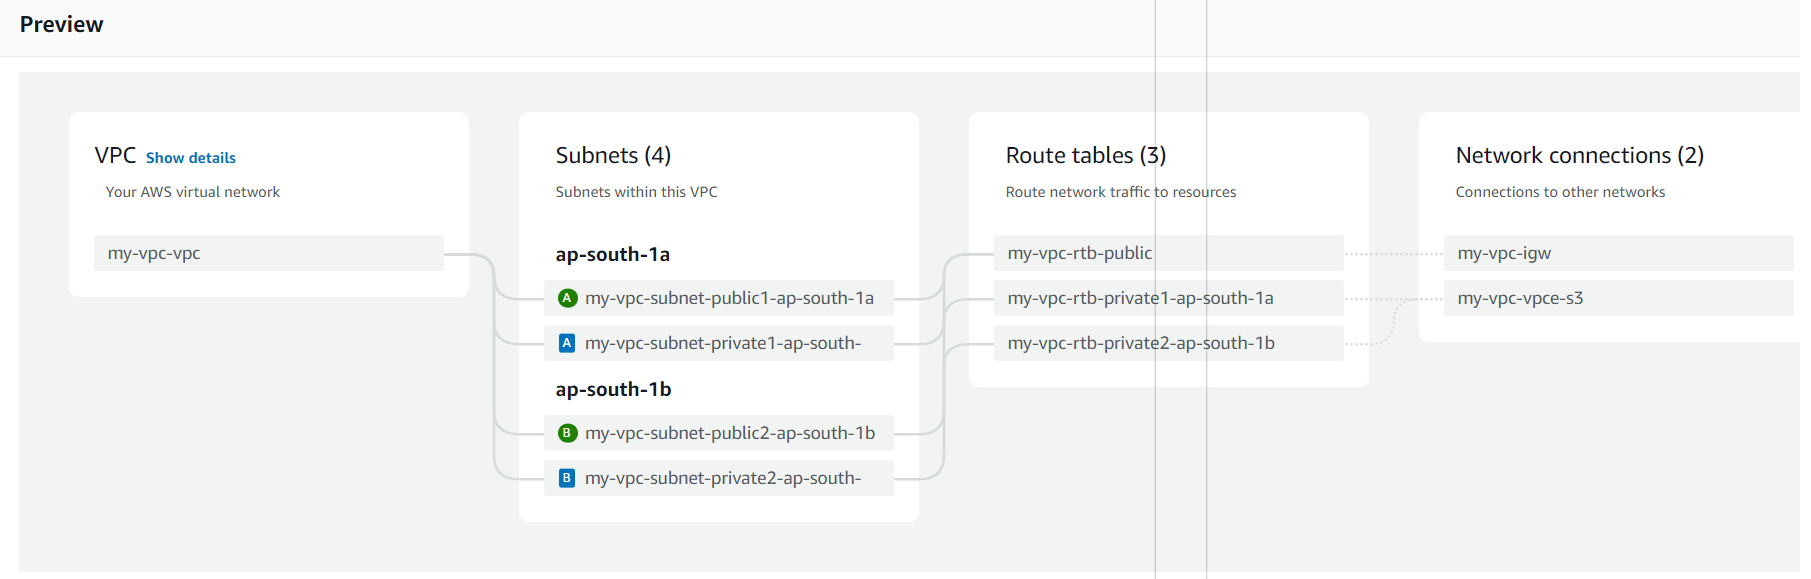 Preview
VPC Show details
Your AWS virtual network
my-vpc-vpc
Subnets (4)
Subnets within this VPC
ap-south-1a
A my-vpc-subnet-public1-ap-south-1a
A my-vpc-subnet-private1-ap-south-
ap-south-1b
B my-vpc-subnet-public2-ap-south-1b
B my-vpc-subnet-private2-ap-south-
Route tables (3)
Route network traffic to resources
my-vpc-rtb-public
my-vpc-rtb-private1-ap-south-1a
my-vpc-rtb-private2-ap-south-1b
Network connections (2)
Connections to other networks
my-vpc-igw
my-vpc-vpce-s3